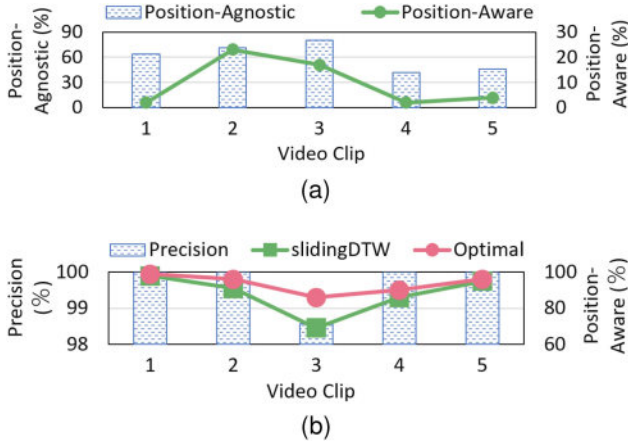 Position-Agnostic Position-Aware
Position-
Agnostic (%)
90
60
30
0
30
20
10
0
Position-
Aware (%)
1 2 3 4 5
Video Clip
(a)
Precision slidingDTW Optimal
Precision
(%)
100
99
98
100
80
60
Position-
Aware (%)
1 2 3 4 5
Video Clip
(b)